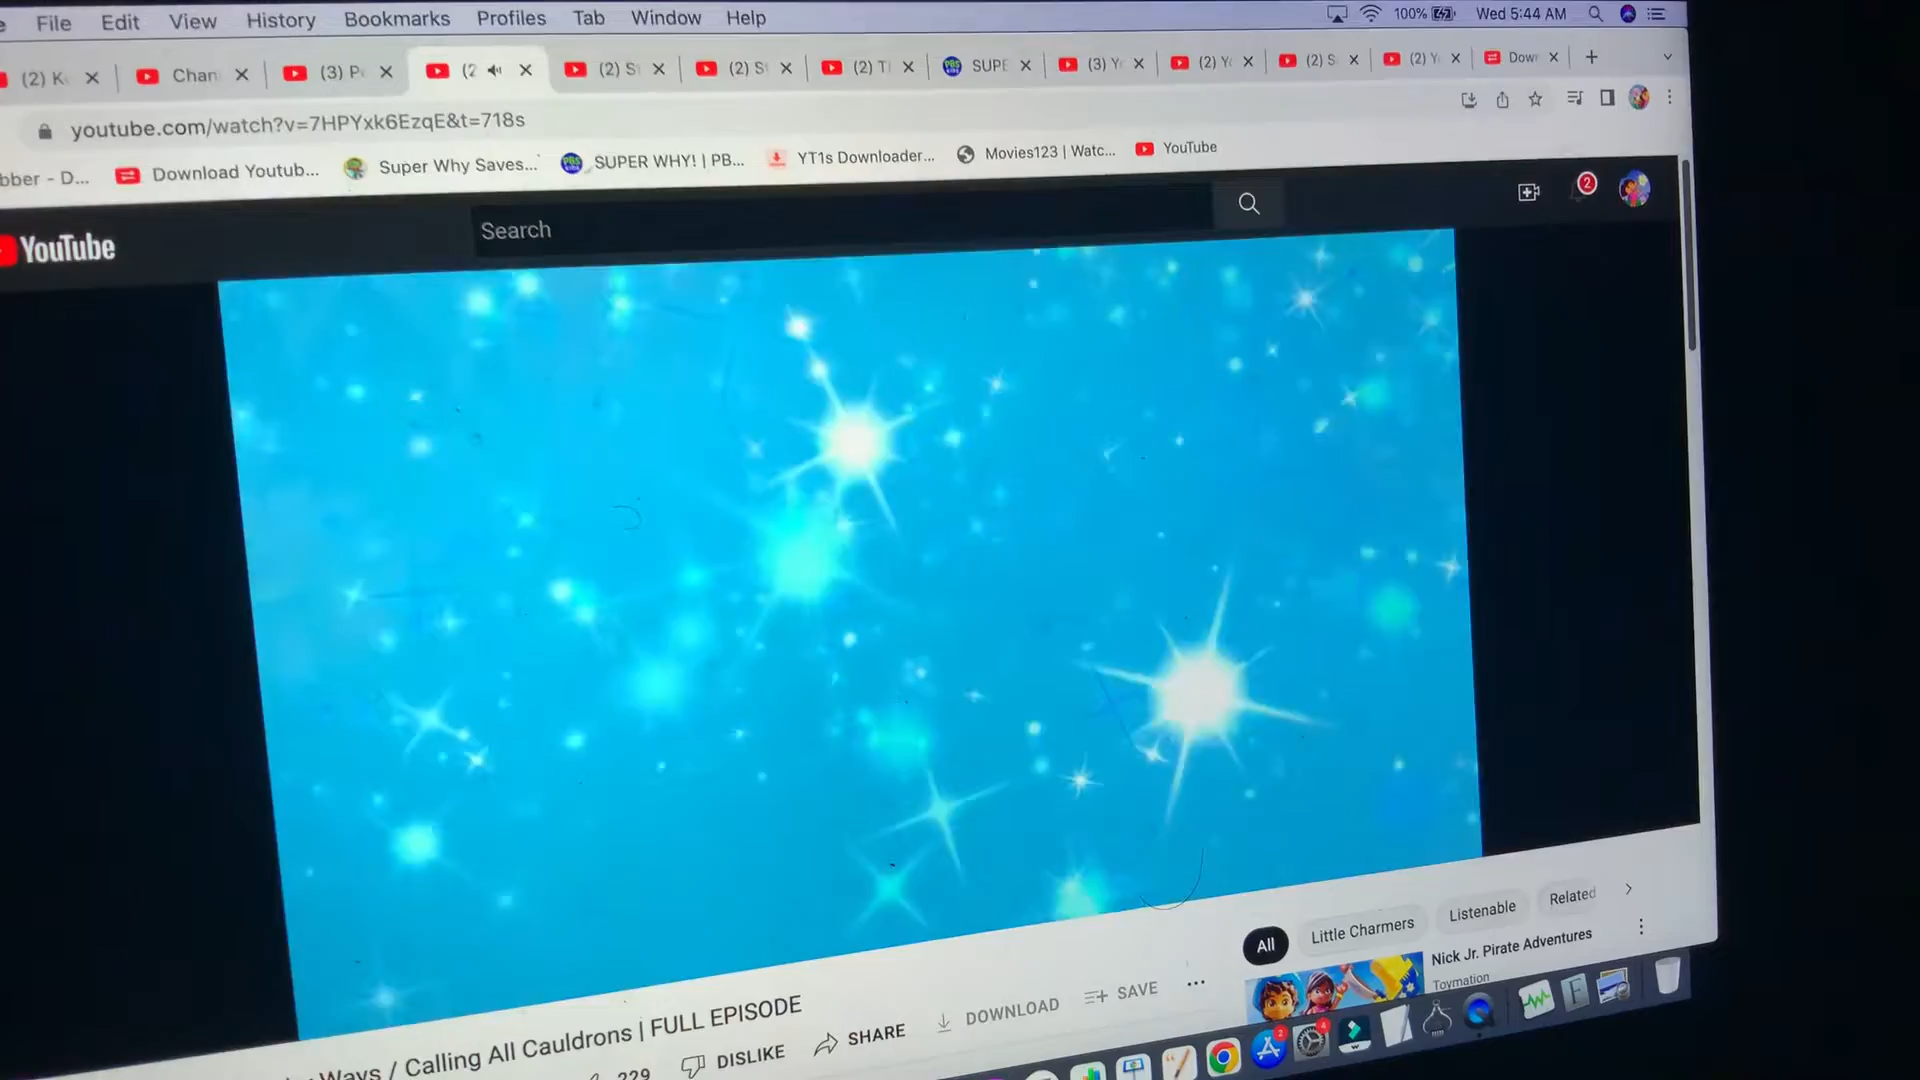 File Edit View History Bookmarks Profiles Tab Window Help 100% Wed 5:44 AM
(2) K Chan (3) P (2 (2) S (2) S (2) T SUPE (3) Y (2) Y (2) S (2) Y Dow
youtube.com/watch?v=7HPYxk6EzqE&t=718s
bber - D... Download Youtub... Super Why Saves... SUPER WHY! | PB... YT1s Downloader... Movies123 | Watc... YouTube
YouTube Search 2
All Little Charmers Listenable Related
Nick Jr. Pirate Adventures
Toymation
Ways / Calling All Cauldrons | FULL EPISODE
229 DISLIKE SHARE DOWNLOAD SAVE ...